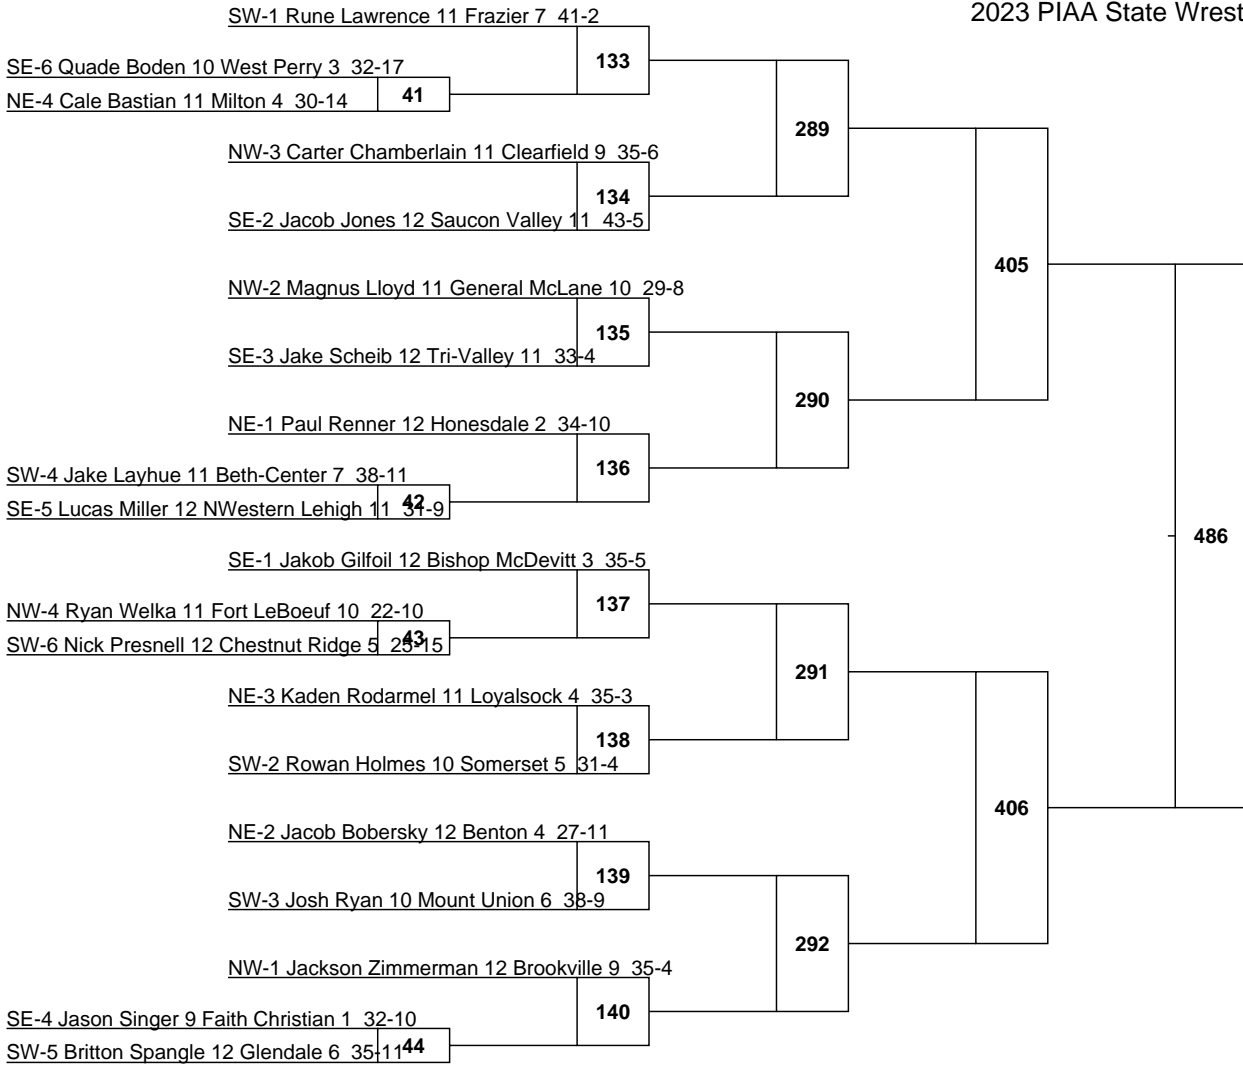 2023 PIAA State Wrest
SW-1 Rune Lawrence 11 Frazier 7 41-2
133
SE-6 Quade Boden 10 West Perry 3 32-17
41
NE-4 Cale Bastian 11 Milton 4 30-14
289
NW-3 Carter Chamberlain 11 Clearfield 9 35-6
134
SE-2 Jacob Jones 12 Saucon Valley 11 43-5
405
NW-2 Magnus Lloyd 11 General McLane 10 29-8
135
SE-3 Jake Scheib 12 Tri-Valley 11 33-4
290
NE-1 Paul Renner 12 Honesdale 2 34-10
136
SW-4 Jake Layhue 11 Beth-Center 7 38-11
42
SE-5 Lucas Miller 12 NWestern Lehigh 11 31-9
486
SE-1 Jakob Gilfoil 12 Bishop McDevitt 3 35-5
137
NW-4 Ryan Welka 11 Fort LeBoeuf 10 22-10
43
SW-6 Nick Presnell 12 Chestnut Ridge 5 25-15
291
NE-3 Kaden Rodarmel 11 Loyalsock 4 35-3
138
SW-2 Rowan Holmes 10 Somerset 5 31-4
406
NE-2 Jacob Bobersky 12 Benton 4 27-11
139
SW-3 Josh Ryan 10 Mount Union 6 38-9
292
NW-1 Jackson Zimmerman 12 Brookville 9 35-4
140
SE-4 Jason Singer 9 Faith Christian 1 32-10
44
SW-5 Britton Spangle 12 Glendale 6 35-11